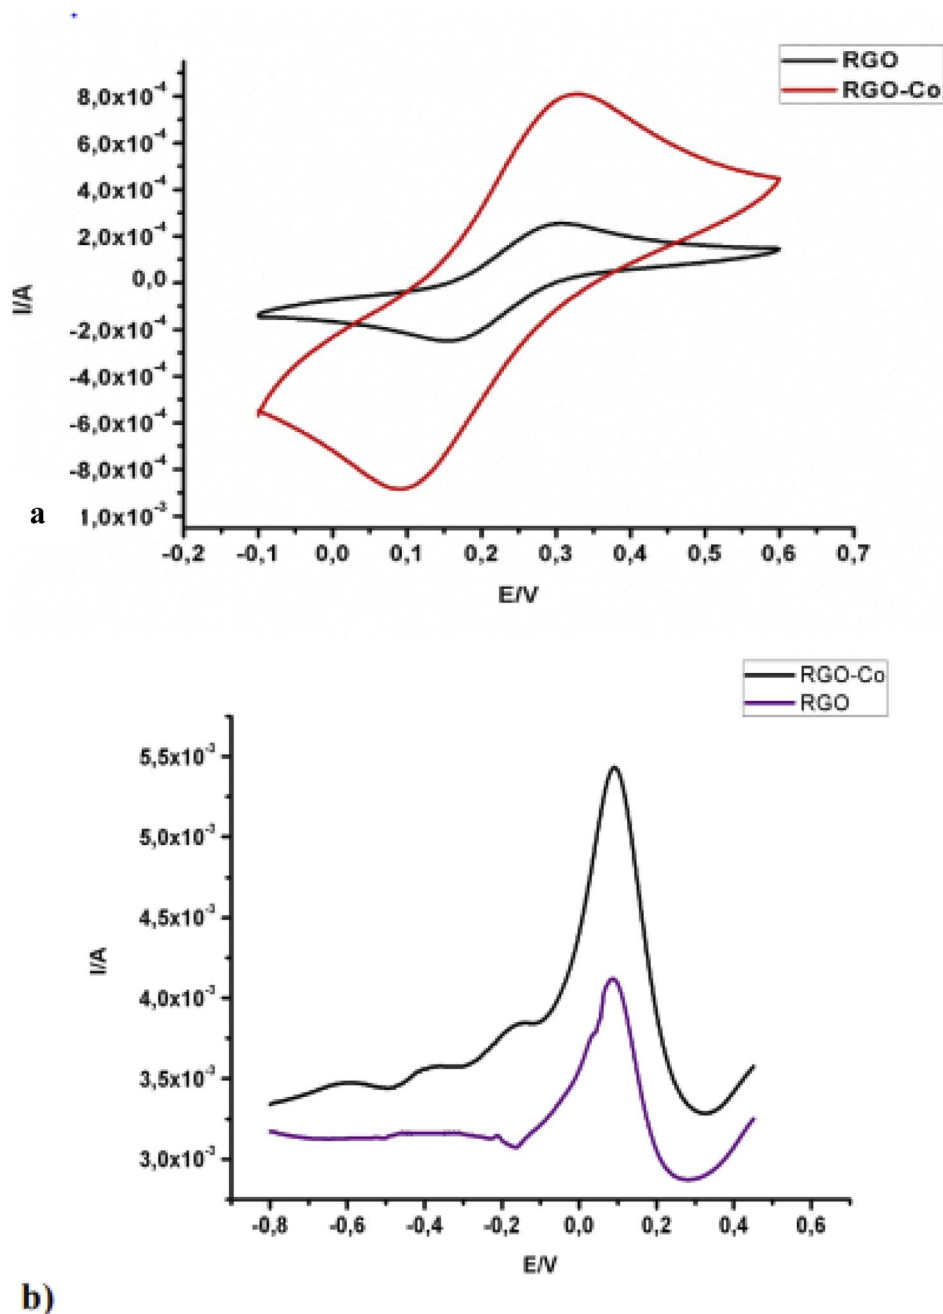 RGO
RGO-Co
8,0x10⁻⁴
6,0x10⁻⁴
4,0x10⁻⁴
2,0x10⁻⁴
0,0
-2,0x10⁻⁴
-4,0x10⁻⁴
-6,0x10⁻⁴
-8,0x10⁻⁴
1,0x10⁻³
I/A
a
-0,2 -0,1 0,0 0,1 0,2 0,3 0,4 0,5 0,6 0,7
E/V
RGO-Co
RGO
5,5x10⁻³
5,0x10⁻³
4,5x10⁻³
4,0x10⁻³
3,5x10⁻³
3,0x10⁻³
I/A
-0,8 -0,6 -0,4 -0,2 0,0 0,2 0,4 0,6
E/V
b)